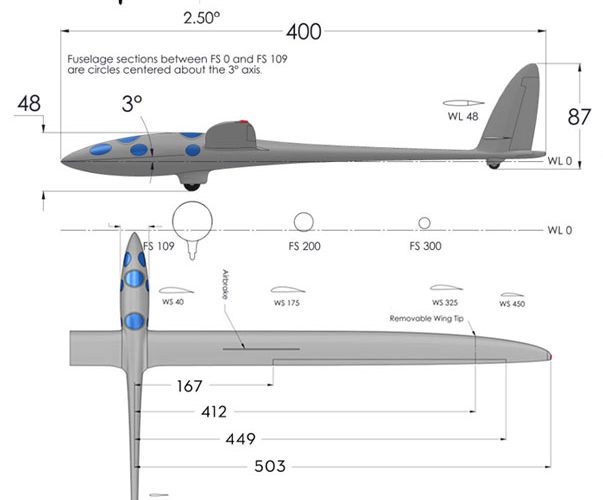 2.50°
400
Fuselage sections between FS 0 and FS 109
are circles centered about the 3° axis.
48
3°
WL 48
87
WL 0
WL 0
FS 109
FS 200
FS 300
WS 40
Airbrake
WS 175
WS 325
WS 450
Removable Wing Tip
167
412
449
503